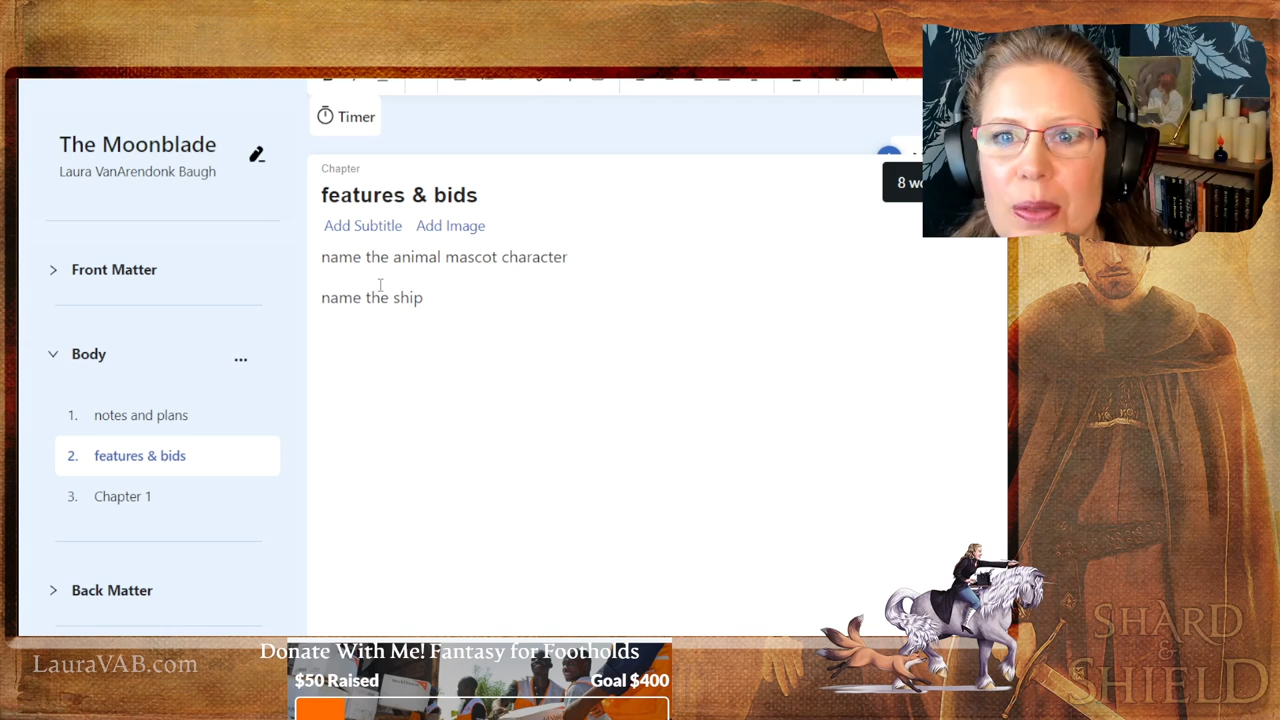 Timer
The Moonblade
Laura VanArendonk Baugh
Chapter
features & bids
8 wo
Add Subtitle Add Image
name the animal mascot character
name the ship
Front Matter
Body
...
1. notes and plans
2. features & bids
3. Chapter 1
Back Matter
SHARD
&
SHIELD
LauraVAB.com
Donate With Me! Fantasy for Footholds
$50 Raised
Goal $400